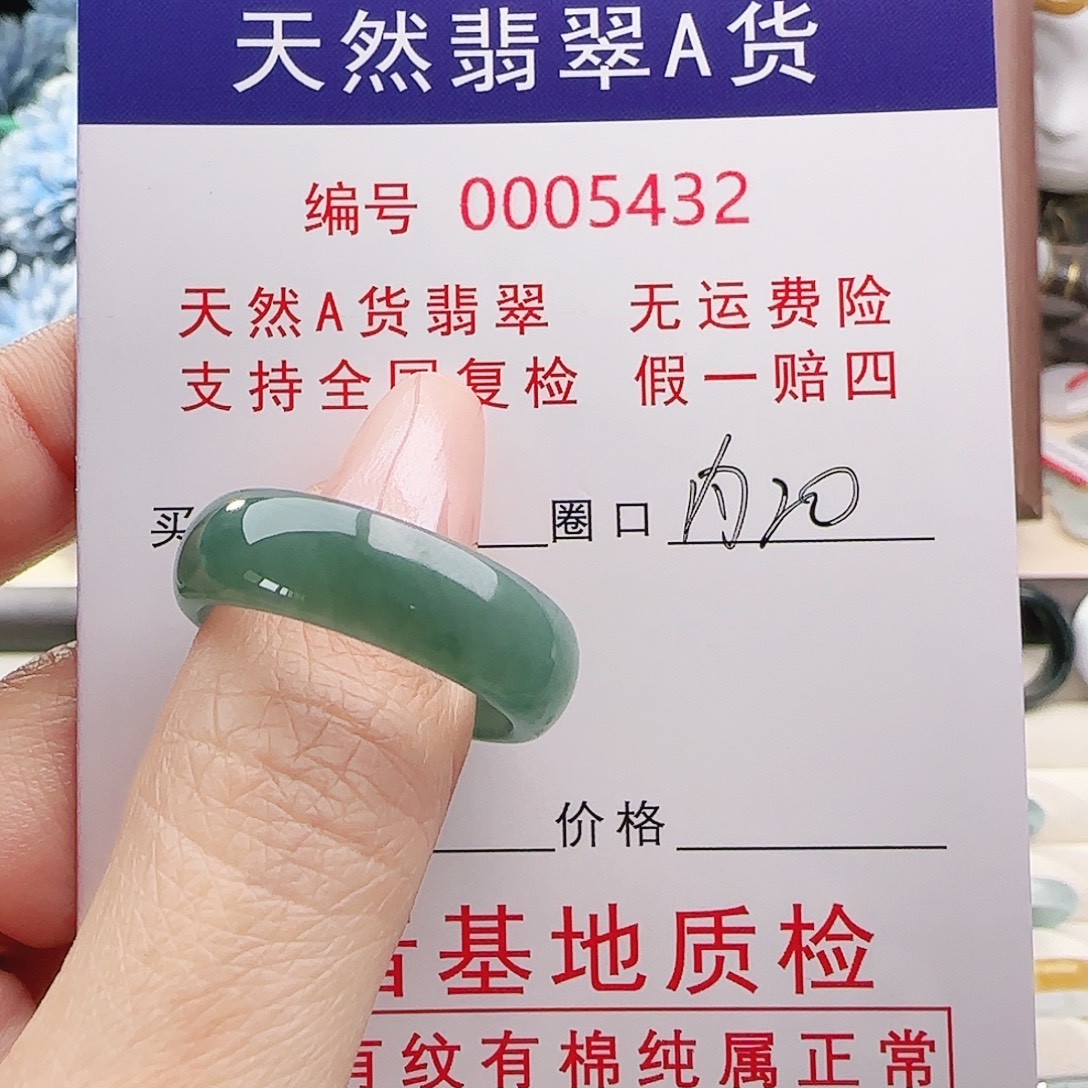 天然翡翠A货
编号 0005432
天然A货翡翠 无运费险
支持全国复检 假一赔四
买 圈口 内20
价格
基地质检
有纹有棉纯属正常